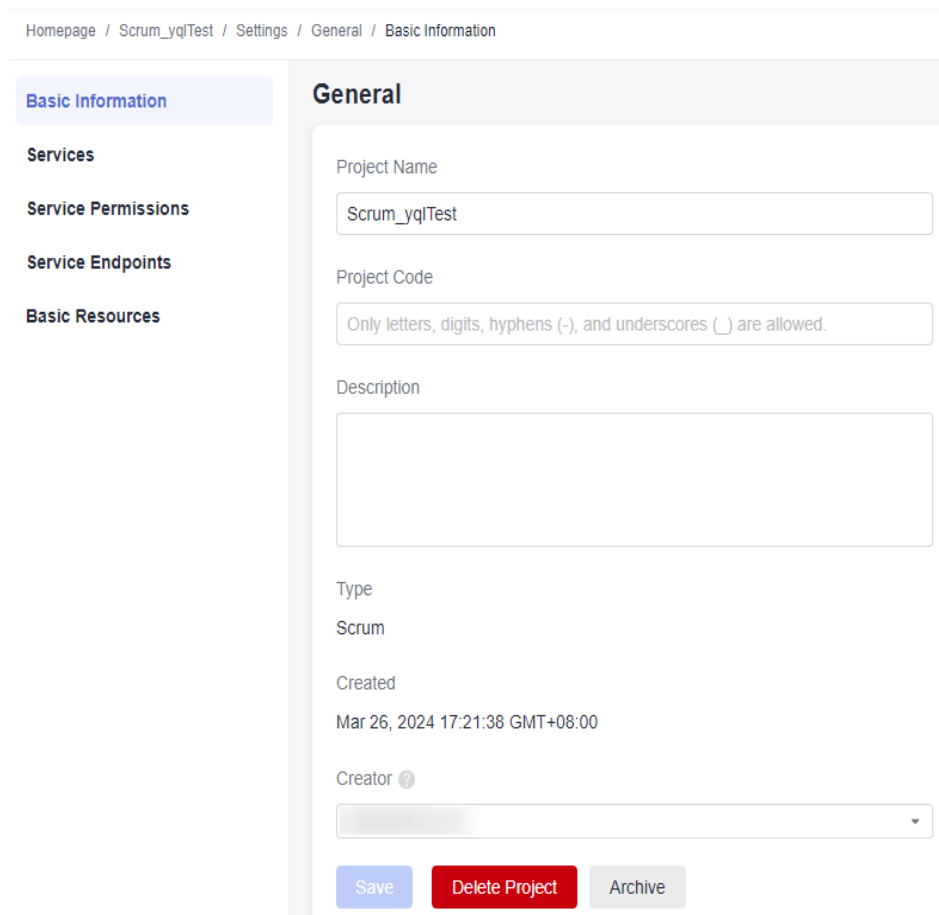 Homepage / Scrum_yqlTest / Settings / General / Basic Information
Basic Information
Services
Service Permissions
Service Endpoints
Basic Resources
General
Project Name
Scrum_yqlTest
Project Code
Only letters, digits, hyphens (-), and underscores (_) are allowed.
Description
Type
Scrum
Created
Mar 26, 2024 17:21:38 GMT+08:00
Creator ?
Save Delete Project Archive